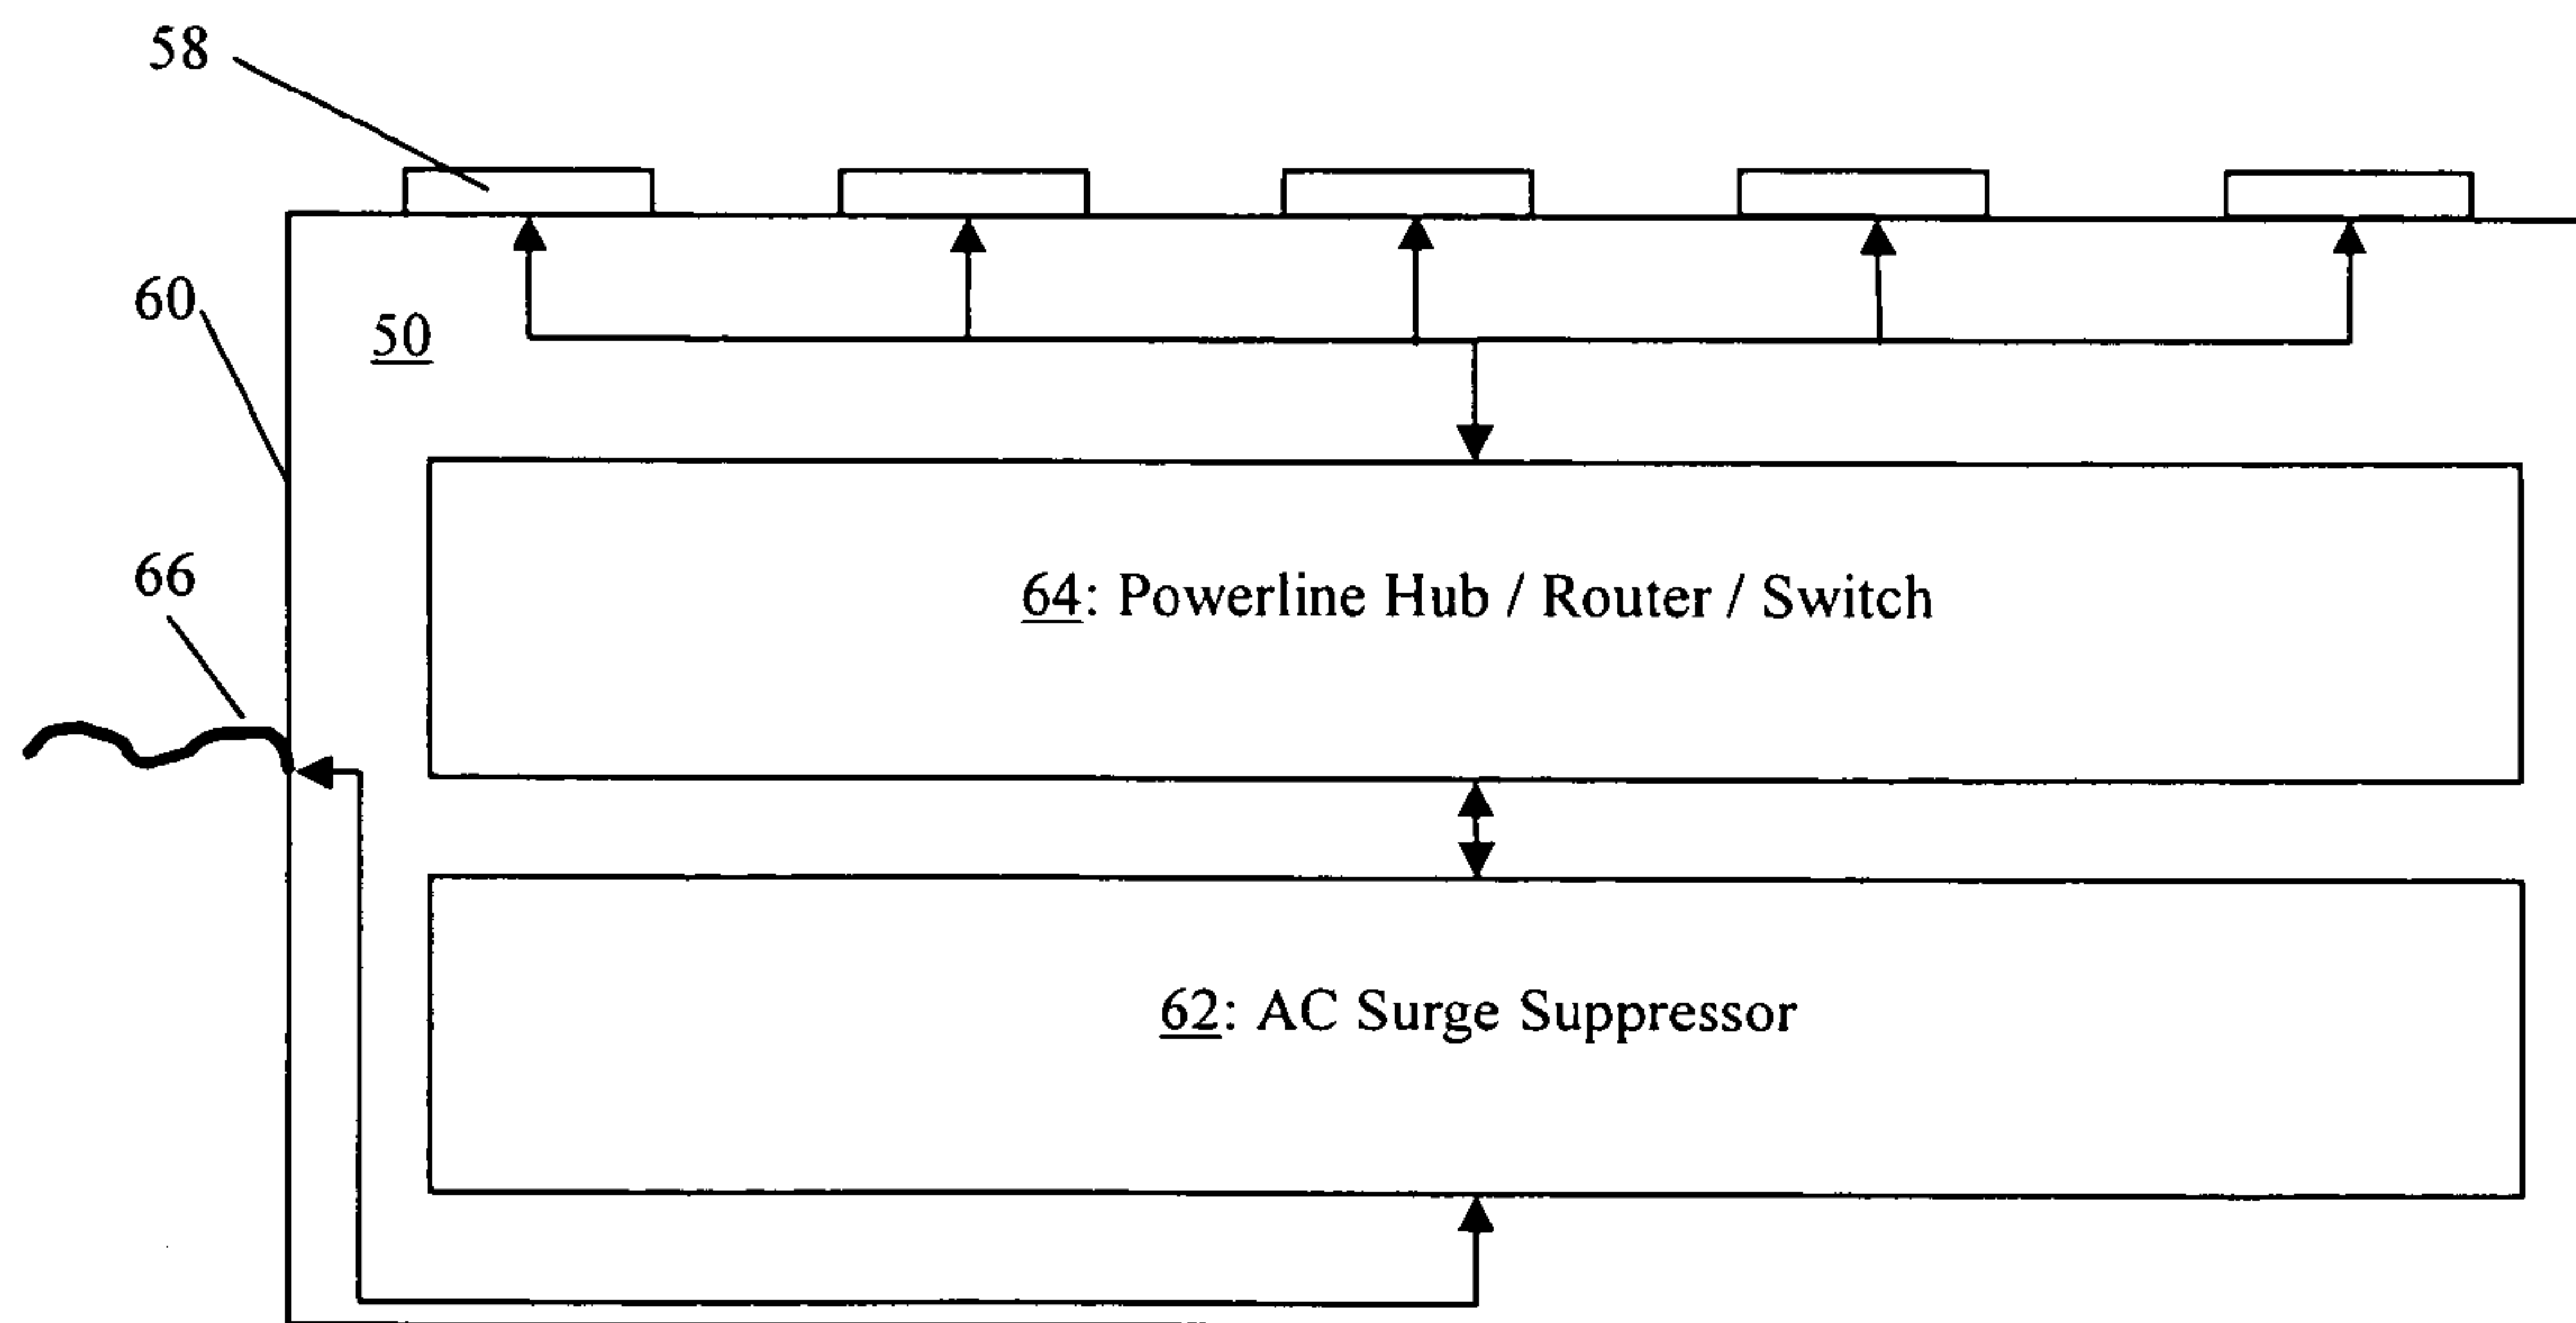 58
60
50
66
64: Powerline Hub / Router / Switch
62: AC Surge Suppressor